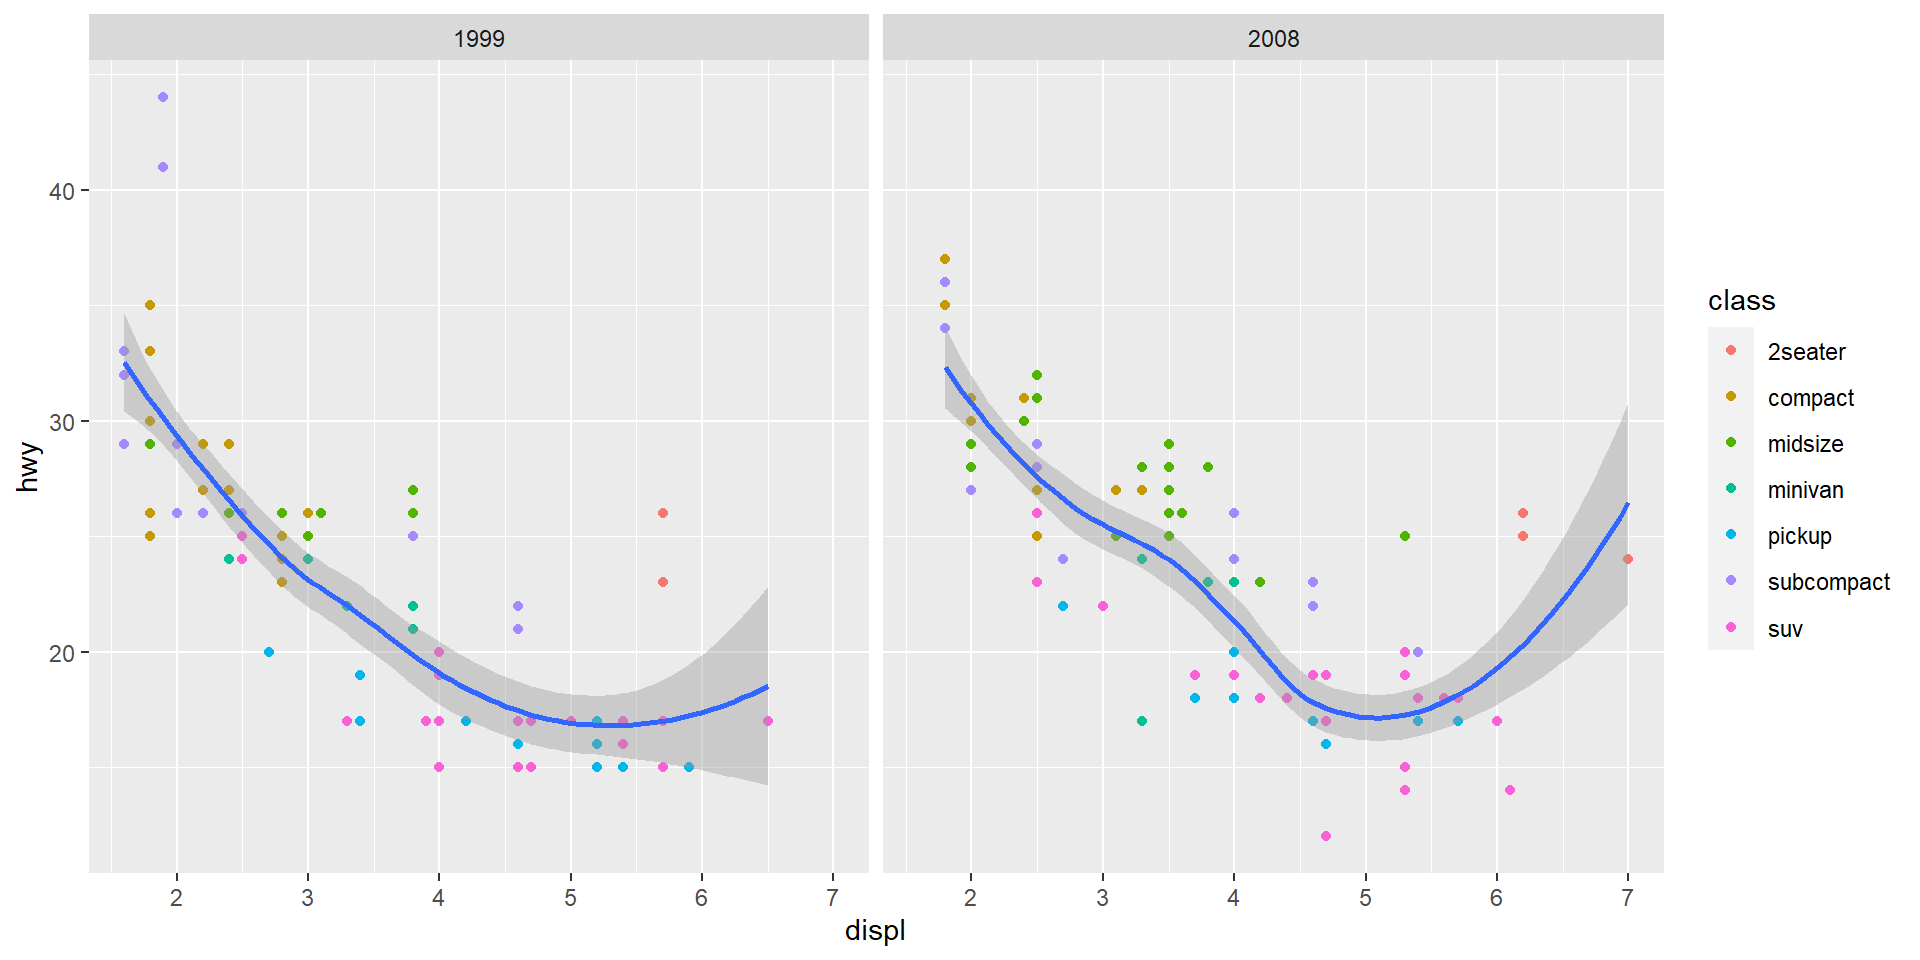 1999
2008
hwy
40
30
20
2 3 4 5 6 7
2 3 4 5 6 7
displ
class
2seater
compact
midsize
minivan
pickup
subcompact
suv